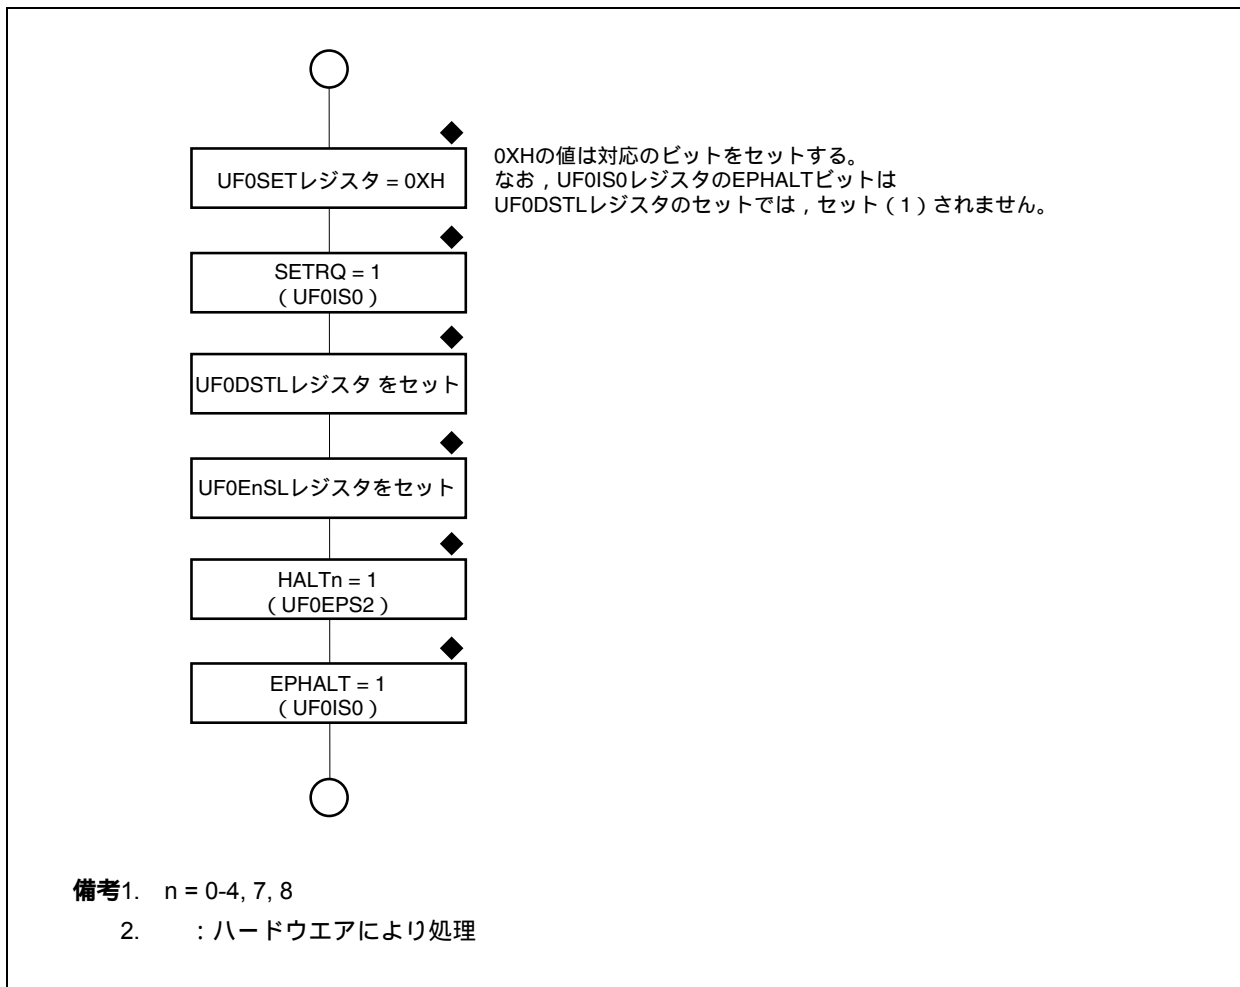 UF0SETレジスタ = 0XH
0XHの値は対応のビットをセットする。
なお，UF0IS0レジスタのEPHALTビットは
UF0DSTLレジスタのセットでは，セット（1）されません。
SETRQ = 1
（UF0IS0）
UF0DSTLレジスタ をセット
UF0EnSLレジスタをセット
HALTn = 1
（UF0EPS2）
EPHALT = 1
（UF0IS0）
備考1. n = 0-4, 7, 8
2. ：ハードウエアにより処理